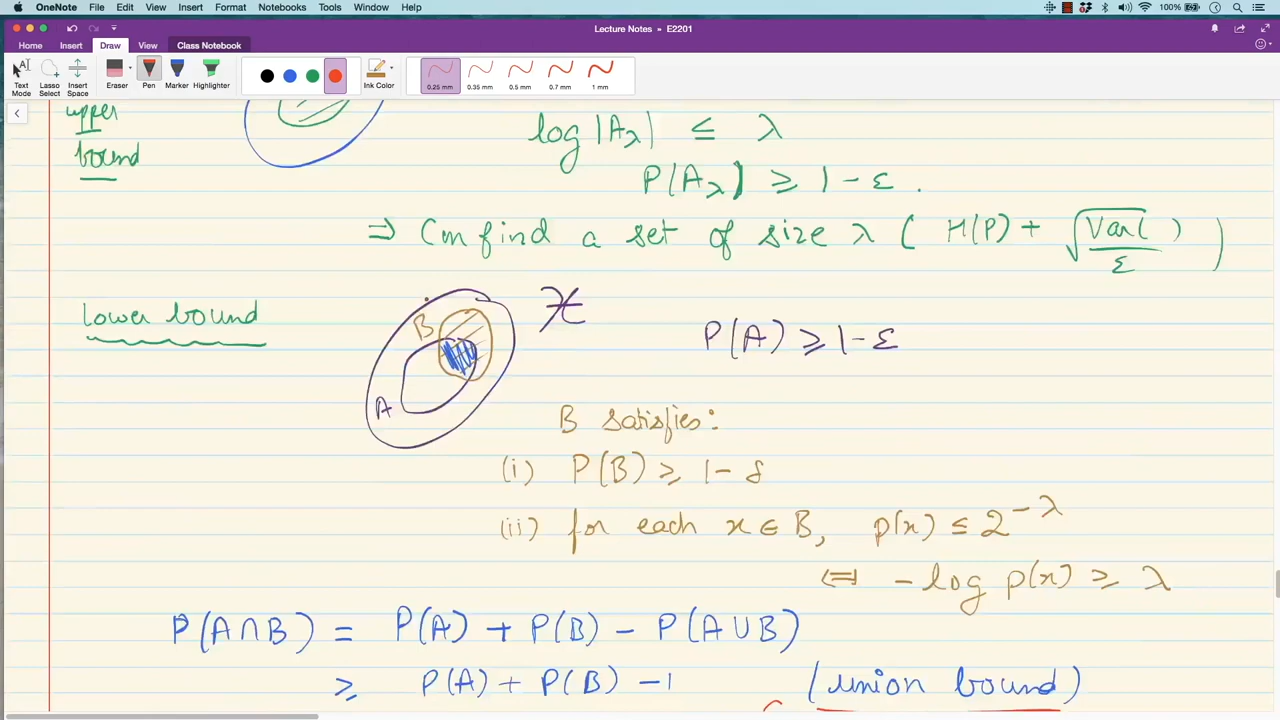 OneNote File Edit View Insert Format Notebooks Tools Window Help 100%
Lecture Notes » E2201
Home Insert Draw View Class Notebook
Text Mode Lasso Select Insert Space Eraser Pen Marker Highlighter Ink Color 0.25 mm 0.35 mm 0.5 mm 0.7 mm 1 mm
upper
bound
log |Aλ| ≤ λ
P(Aλ) ≥ 1 - ε .
⇒ Can find a set of size λ ( H(P) + √Var( ) / ε )
Lower bound
B
A
𝒳
P(A) ≥ 1 - ε
B satisfies:
(i) P(B) ≥ 1 - δ
(ii) for each x ∈ B, p(x) ≤ 2^-λ
⇔ - log p(x) ≥ λ
P(A ∩ B) = P(A) + P(B) - P(A ∪ B)
≥ P(A) + P(B) - 1 (union bound)